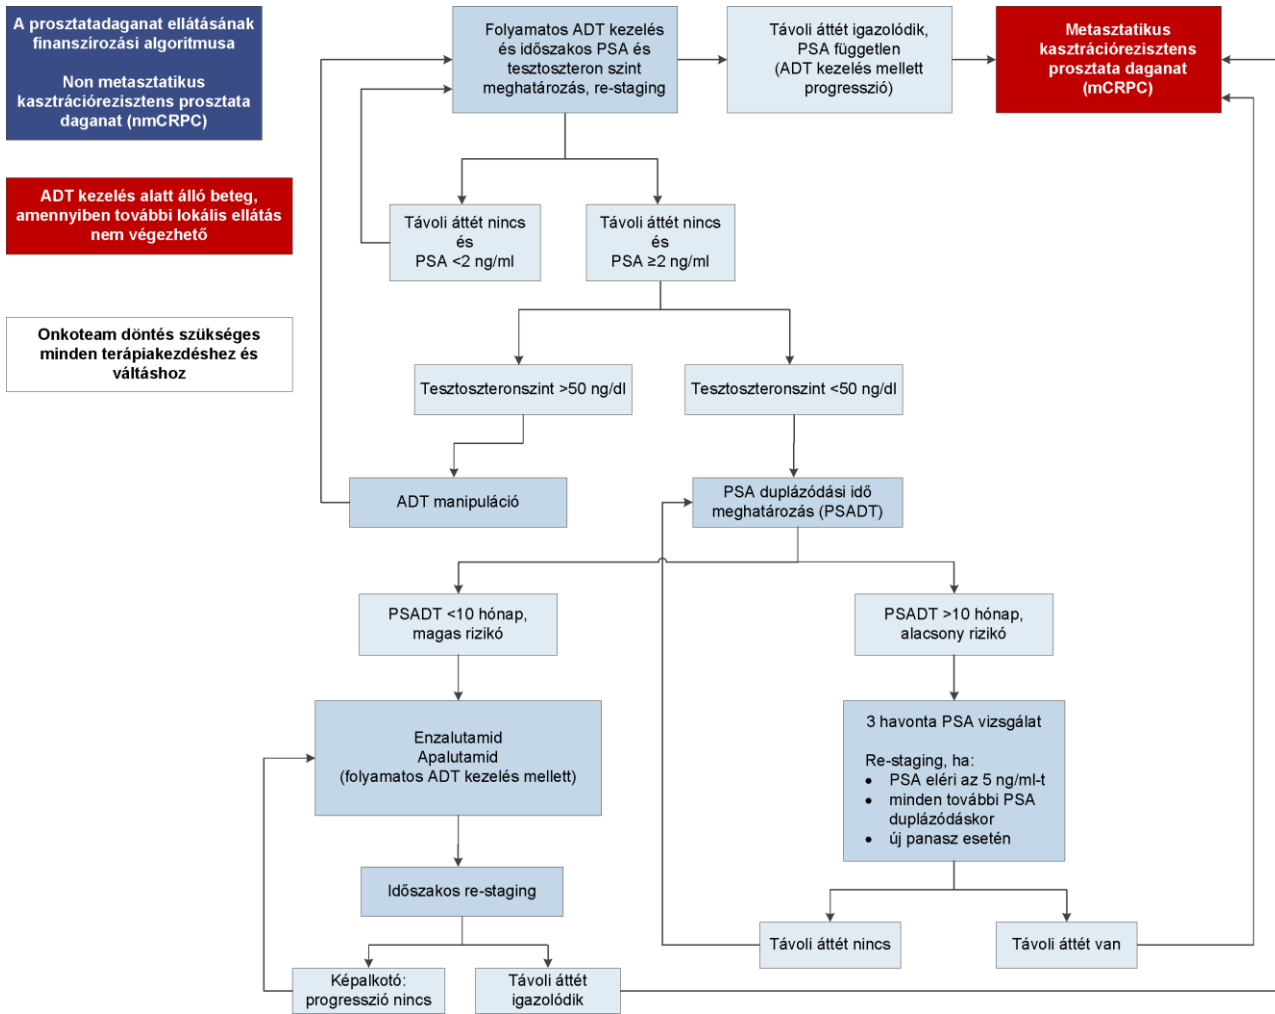 A prosztatadaganat ellátásának
finanszírozási algoritmusa
Non metasztatikus
kasztrációrezisztens prosztata
daganat (nmCRPC)
ADT kezelés alatt álló beteg,
amennyiben további lokális ellátás
nem végezhető
Onkoteam döntés szükséges
minden terápiakezdéshez és
váltáshoz
Folyamatos ADT kezelés
és időszakos PSA és
tesztoszteron szint
meghatározás, re-staging
Távoli áttét igazolódik,
PSA független
(ADT kezelés mellett
progresszió)
Metasztatikus
kasztrációrezisztens
prosztata daganat
(mCRPC)
Távoli áttét nincs
és
PSA <2 ng/ml
Távoli áttét nincs
és
PSA ≥2 ng/ml
Tesztoszteronszint >50 ng/dl
Tesztoszteronszint <50 ng/dl
ADT manipuláció
PSA duplázódási idő
meghatározás (PSADT)
PSADT <10 hónap,
magas rizikó
PSADT >10 hónap,
alacsony rizikó
Enzalutamid
Apalutamid
(folyamatos ADT kezelés mellett)
3 havonta PSA vizsgálat
Re-staging, ha:
• PSA eléri az 5 ng/ml-t
• minden további PSA
duplázódáskor
• új panasz esetén
Időszakos re-staging
Távoli áttét nincs
Távoli áttét van
Képalkotó:
progresszió nincs
Távoli áttét
igazolódik